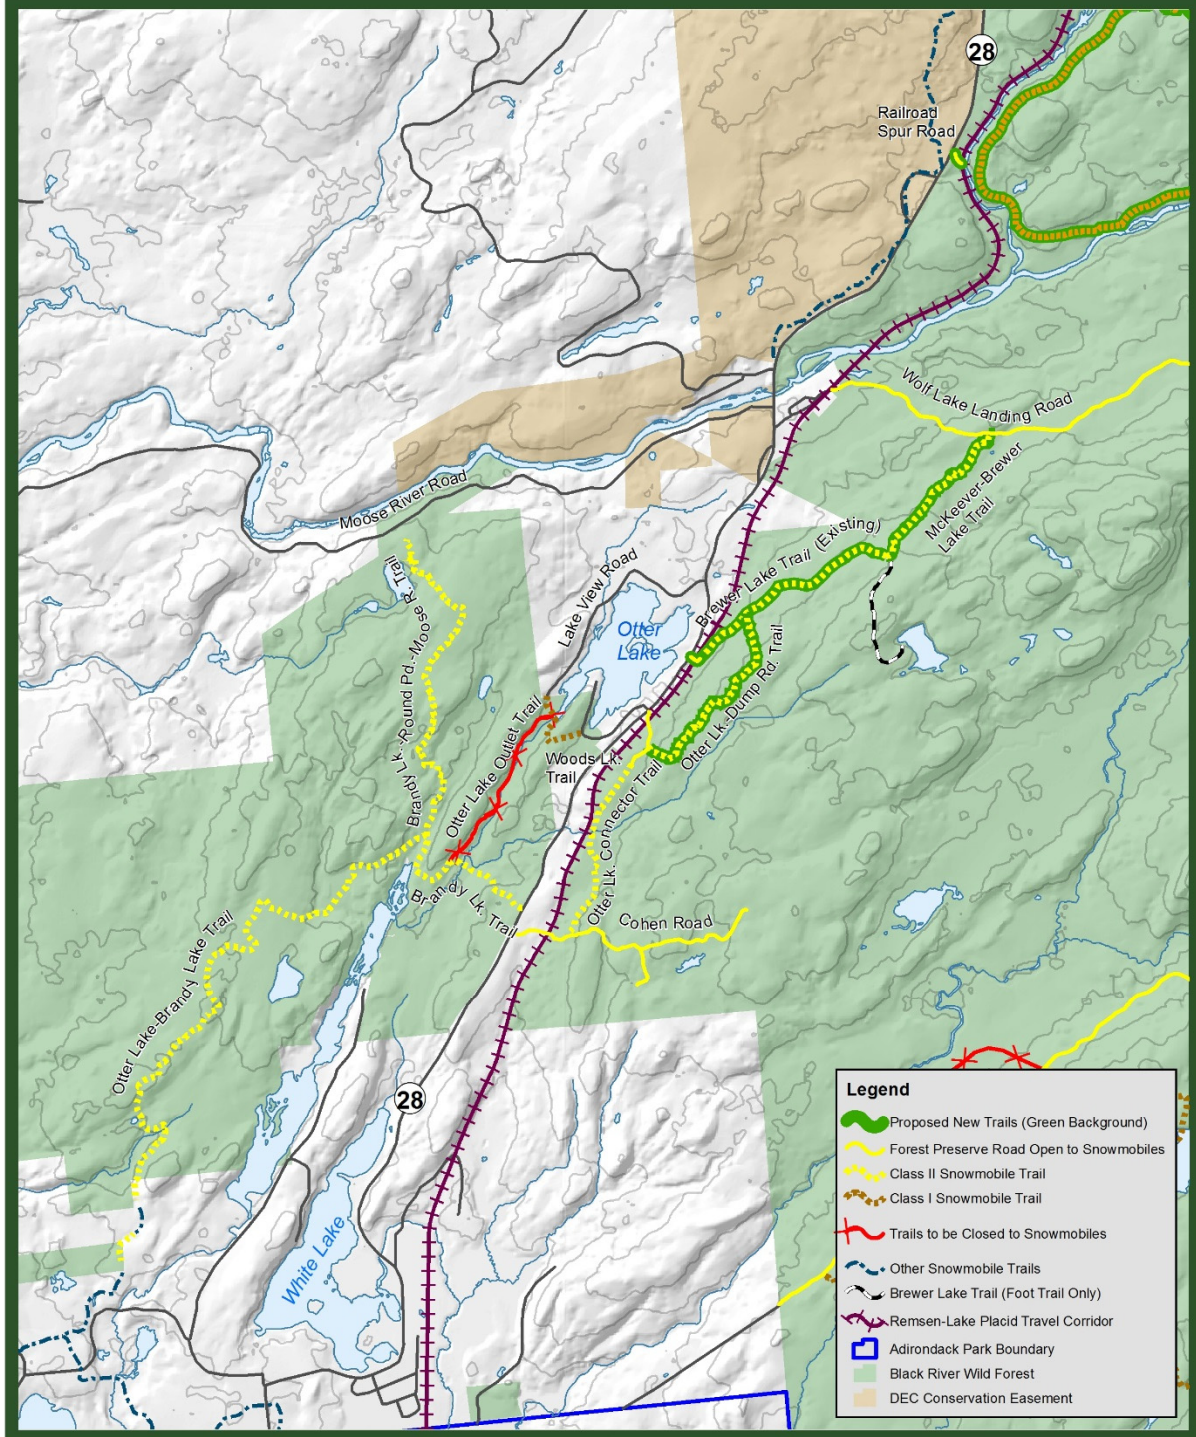 28
Railroad
Spur Road
Wolf Lake Landing Road
McKeever-Brewer
Lake Trail
Moose River Road
Brewer Lake Trail (Existing)
Lake View Road
Otter
Lake
Brandy Lk.-Round Pd.-Moose R. Trail
Otter Lk.-Dump Rd. Trail
Otter Lake Outlet Trail
Woods Lk.
Trail
Otter Lk. Connector Trail
Brandy Lk. Trail
Cohen Road
Otter Lake-Brandy Lake Trail
28
White Lake
Legend
Proposed New Trails (Green Background)
Forest Preserve Road Open to Snowmobiles
Class II Snowmobile Trail
Class I Snowmobile Trail
Trails to be Closed to Snowmobiles
Other Snowmobile Trails
Brewer Lake Trail (Foot Trail Only)
Remsen-Lake Placid Travel Corridor
Adirondack Park Boundary
Black River Wild Forest
DEC Conservation Easement